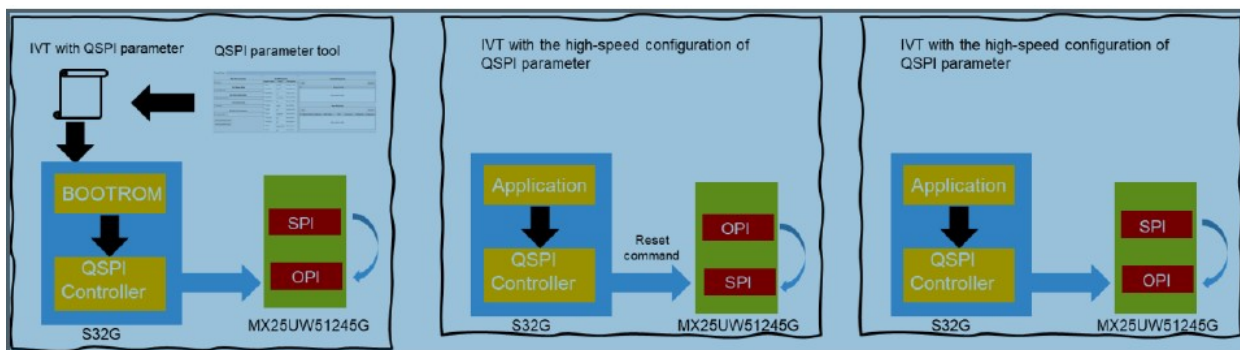 IVT with QSPI parameter
QSPI parameter tool
BOOTROM
QSPI
Controller
S32G
SPI
OPI
MX25UW51245G
IVT with the high-speed configuration of
QSPI parameter
Application
QSPI
Controller
S32G
Reset
command
OPI
SPI
MX25UW51245G
IVT with the high-speed configuration of
QSPI parameter
Application
QSPI
Controller
S32G
SPI
OPI
MX25UW51245G